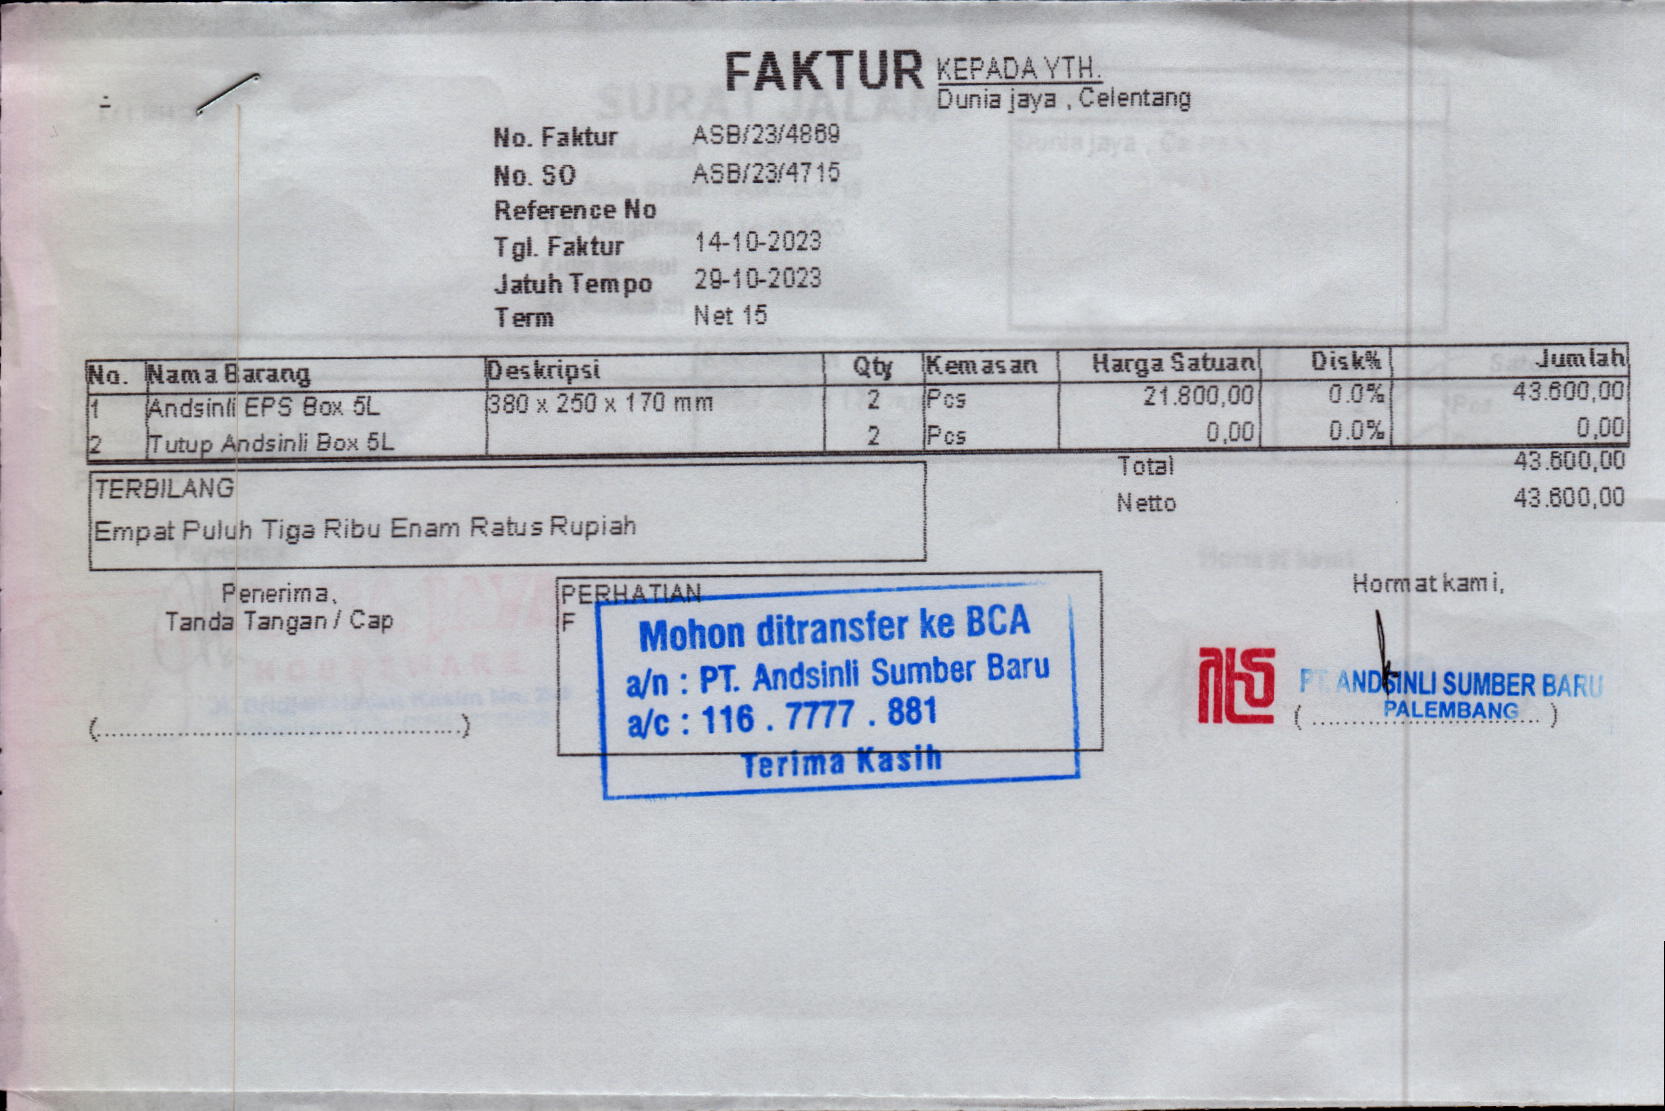 FAKTUR
KEPADA YTH.
Dunia jaya , Celentang
No. Faktur ASB/23/4869
No. SO ASB/23/4715
Reference No
Tgl. Faktur 14-10-2023
Jatuh Tempo 29-10-2023
Term Net 15
No. Nama Barang Deskripsi Qty Kemasan Harga Satuan Disk% Jumlah
1 Andsinli EPS Box 5L 380 x 250 x 170 mm 2 Pcs 21.800,00 0.0% 43.600,00
2 Tutup Andsinli Box 5L 2 Pcs 0,00 0.0% 0,00
Total 43.600,00
Netto 43.600,00
TERBILANG
Empat Puluh Tiga Ribu Enam Ratus Rupiah
Penerima,
Tanda Tangan / Cap
(................................................)
PERHATIAN
F
Mohon ditransfer ke BCA
a/n : PT. Andsinli Sumber Baru
a/c : 116 . 7777 . 881
Terima Kasih
Hormat kami,
PT. ANDSINLI SUMBER BARU
PALEMBANG
( .............................. )